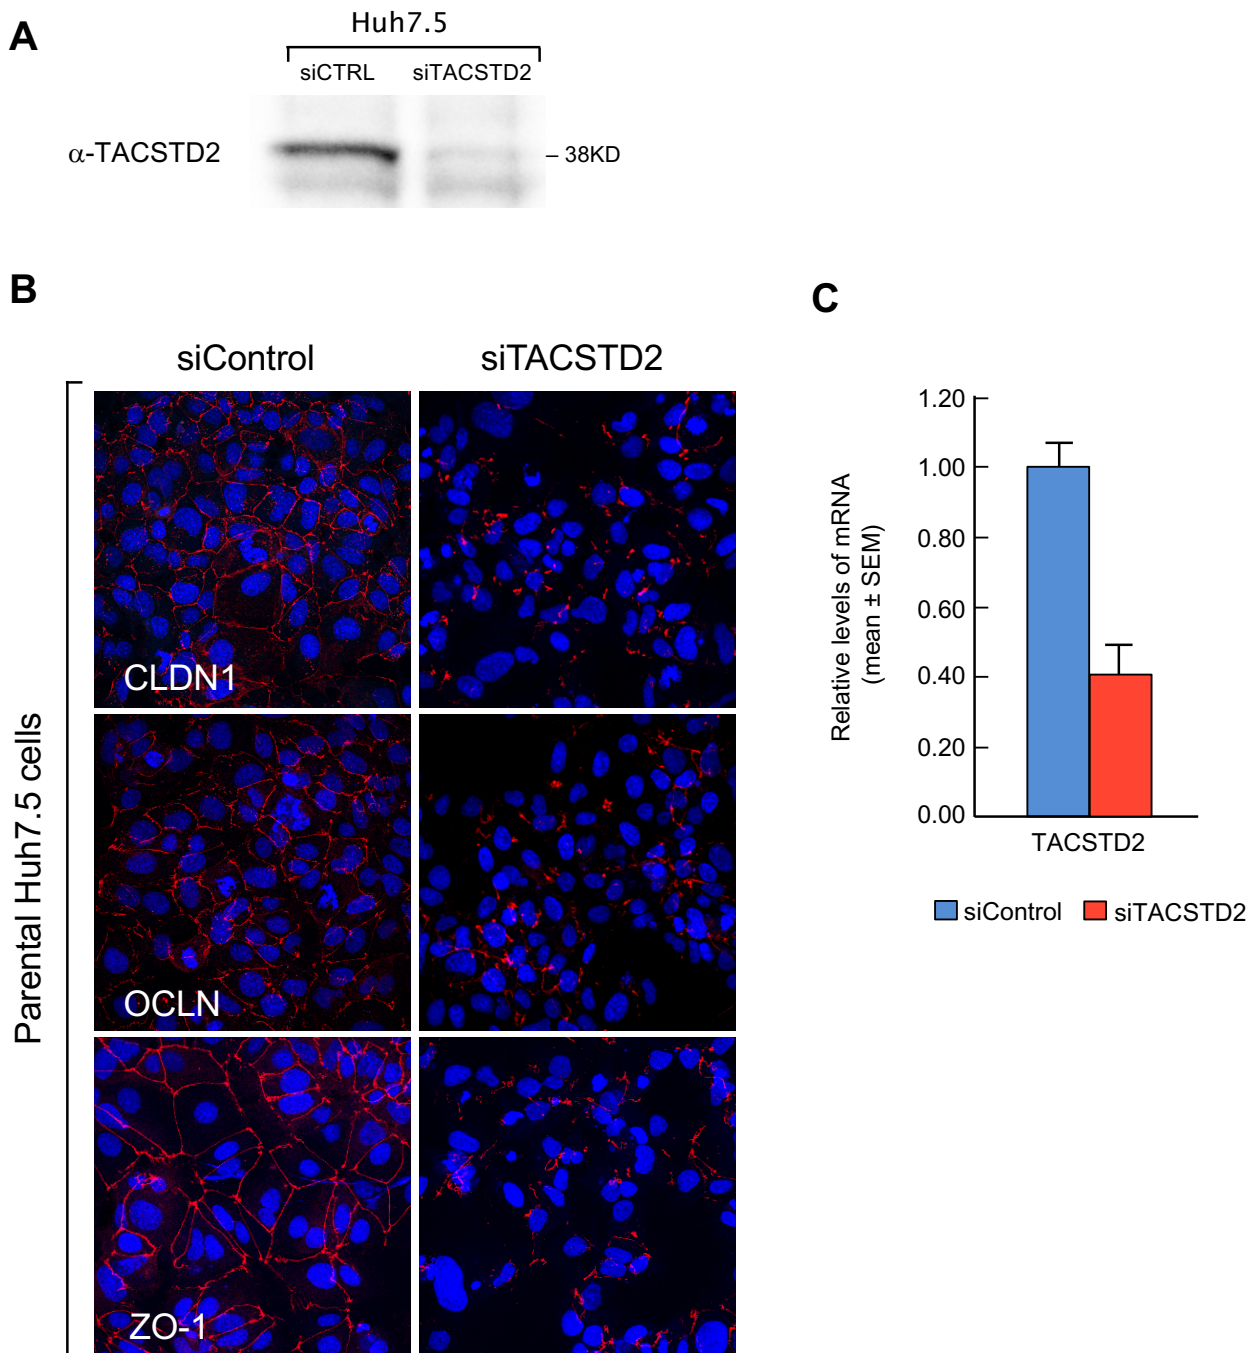 A
Huh7.5
siCTRL siTACSTD2
α-TACSTD2
– 38KD
B
siControl siTACSTD2
Parental Huh7.5 cells
CLDN1
OCLN
ZO-1
C
Relative levels of mRNA
(mean ± SEM)
1.20
1.00
0.80
0.60
0.40
0.20
0.00
TACSTD2
siControl siTACSTD2